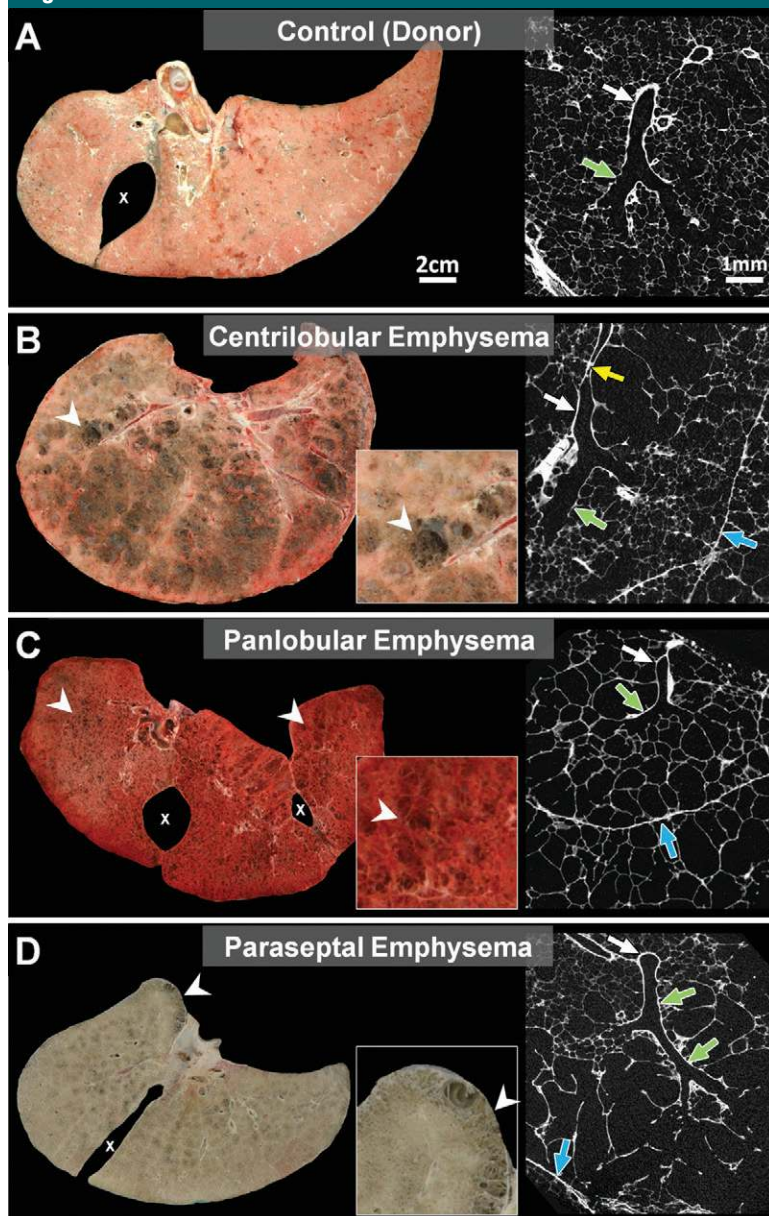 A
Control (Donor)
X
2cm
1mm
B
Centrilobular Emphysema
C
Panlobular Emphysema
X
X
D
Paraseptal Emphysema
X